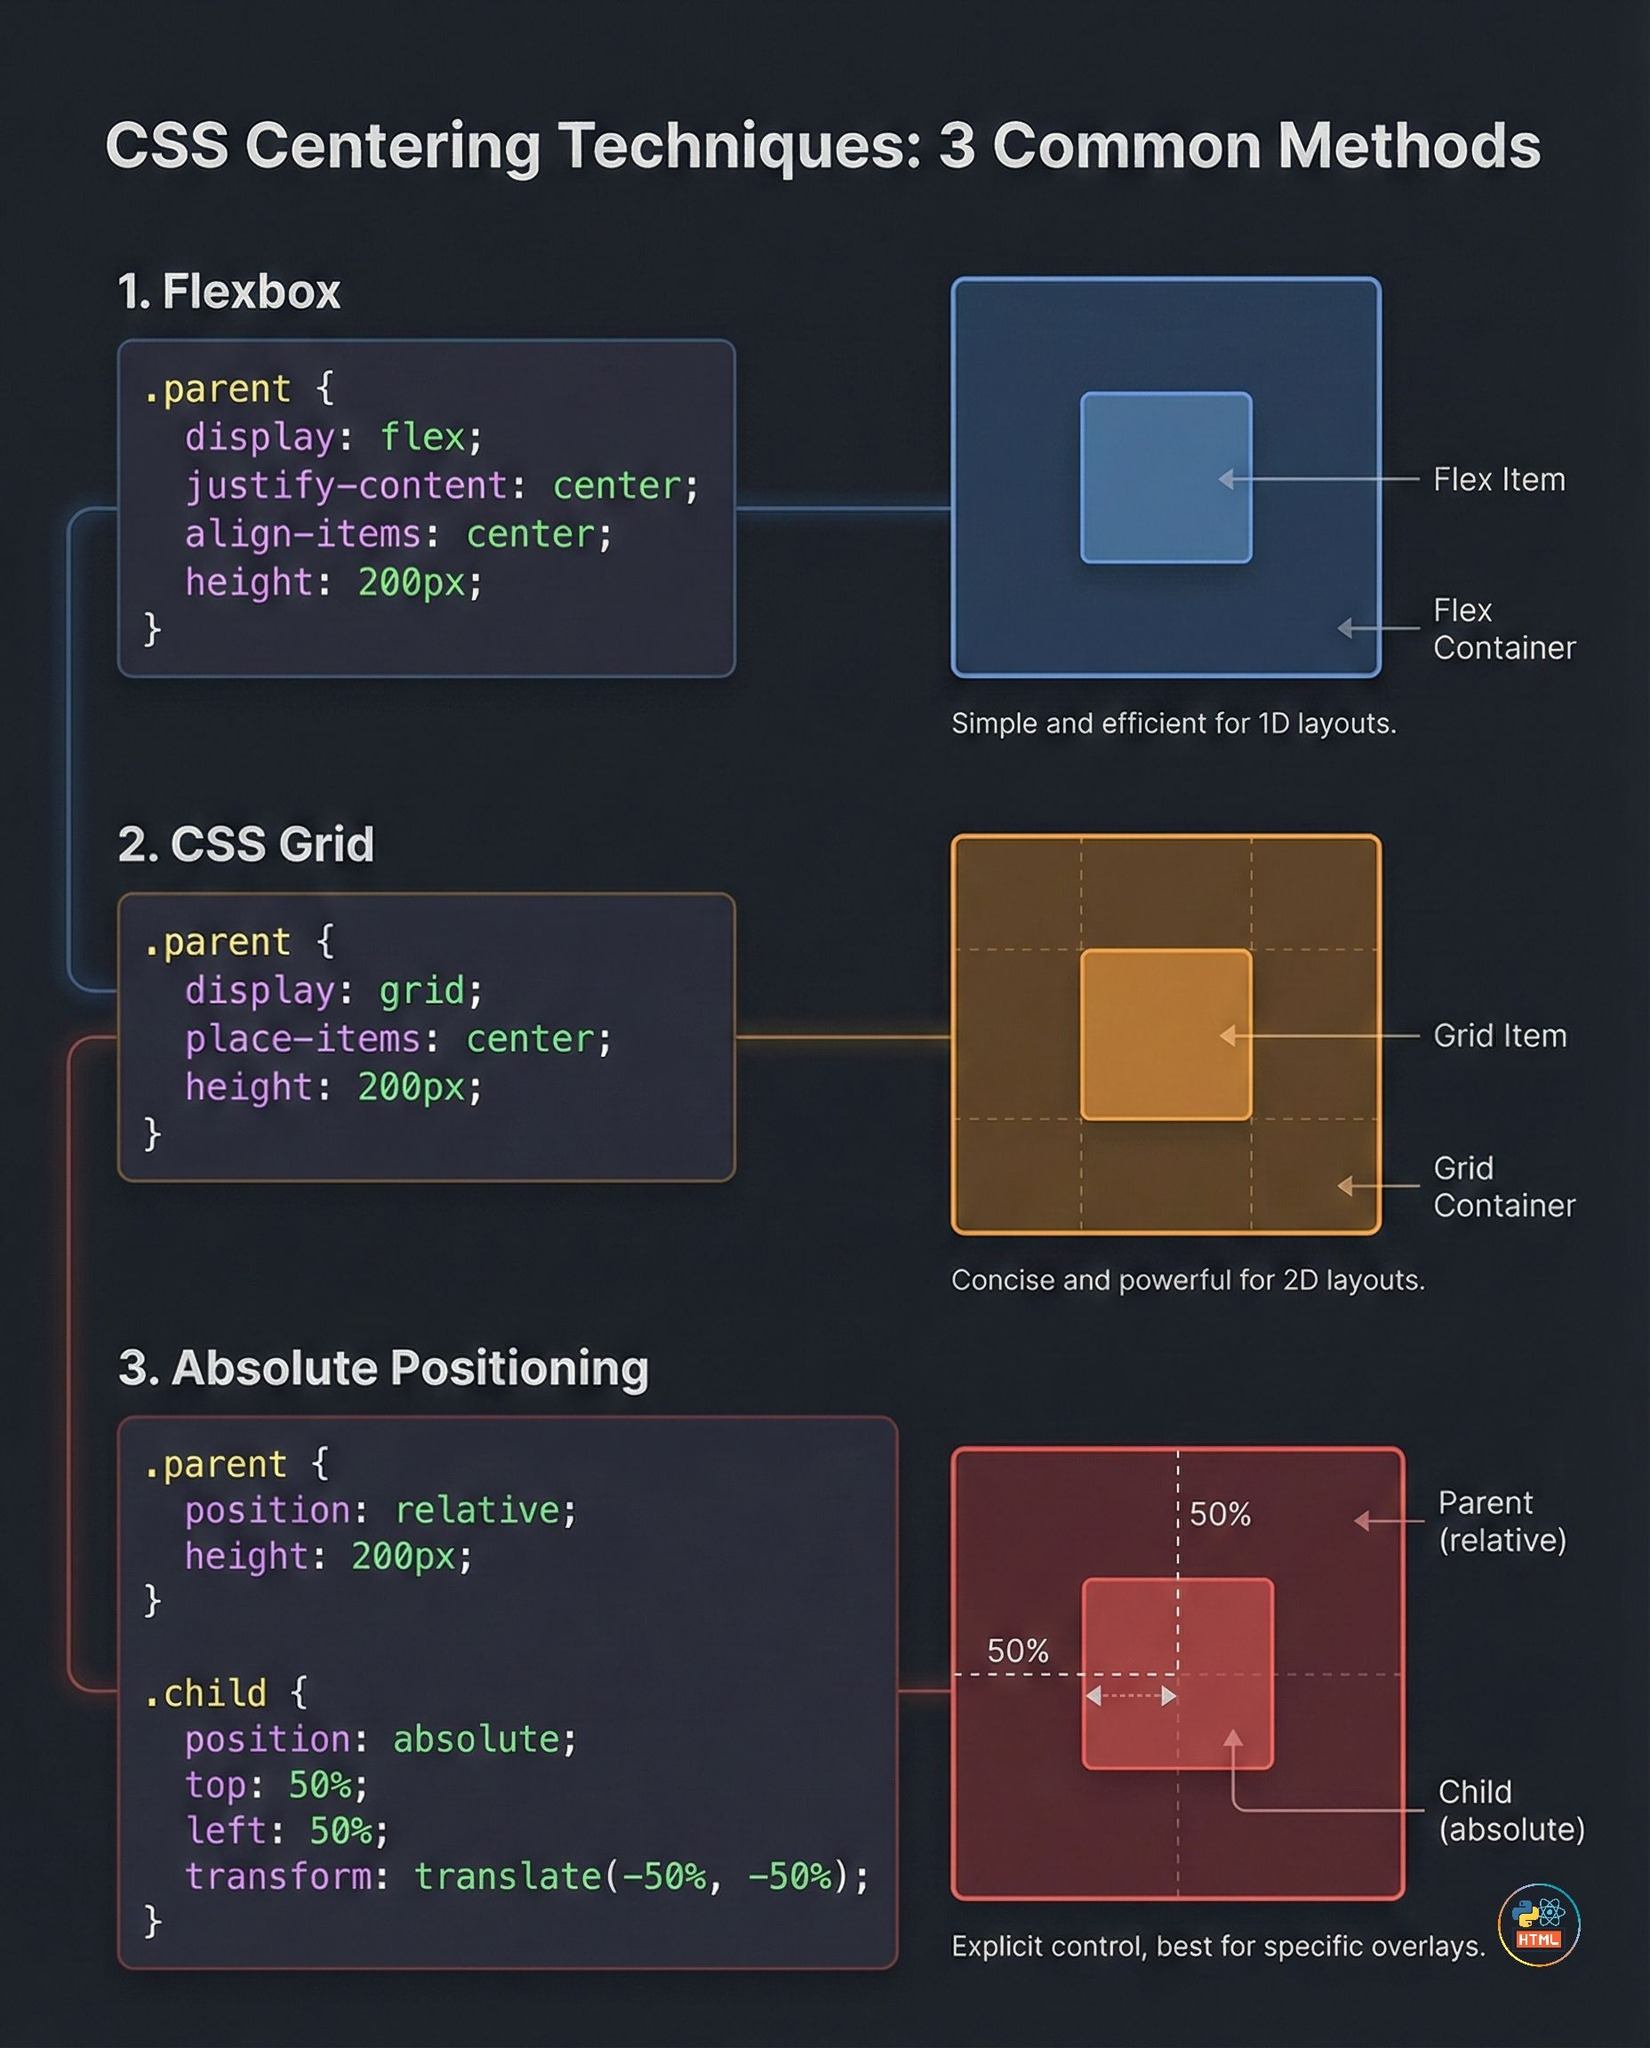 CSS Centering Techniques: 3 Common Methods
1. Flexbox
.parent {
  display: flex;
  justify-content: center;
  align-items: center;
  height: 200px;
}
Flex Item
Flex
Container
Simple and efficient for 1D layouts.
2. CSS Grid
.parent {
  display: grid;
  place-items: center;
  height: 200px;
}
Grid Item
Grid
Container
Concise and powerful for 2D layouts.
3. Absolute Positioning
.parent {
  position: relative;
  height: 200px;
}
.child {
  position: absolute;
  top: 50%;
  left: 50%;
  transform: translate(-50%, -50%);
}
50%
50%
Parent
(relative)
Child
(absolute)
Explicit control, best for specific overlays.
HTML